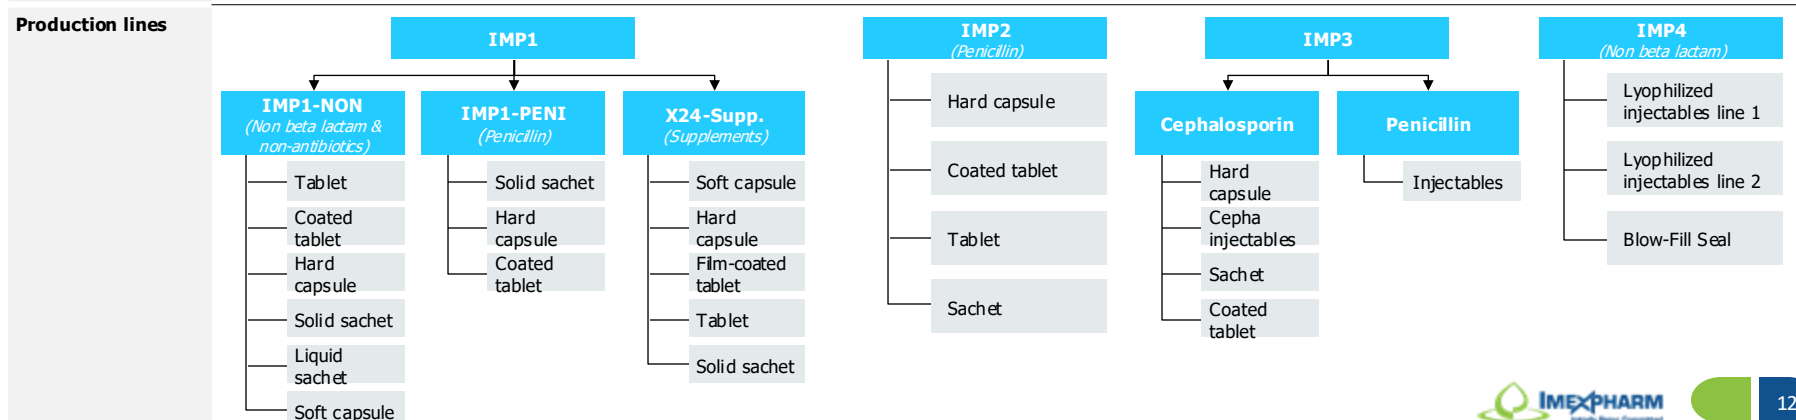 Production lines
IMP1
IMP1-NON
(Non beta lactam &
non-antibiotics)
Tablet
Coated
tablet
Hard
capsule
Solid sachet
Liquid
sachet
Soft capsule
IMP1-PENI
(Penicillin)
Solid sachet
Hard
capsule
Coated
tablet
X24-Supp.
(Supplements)
Soft capsule
Hard
capsule
Film-coated
tablet
Tablet
Solid sachet
IMP2
(Penicillin)
Hard capsule
Coated tablet
Tablet
Sachet
IMP3
Cephalosporin
Hard
capsule
Cepha
injectables
Sachet
Coated
tablet
Penicillin
Injectables
IMP4
(Non beta lactam)
Lyophilized
injectables line 1
Lyophilized
injectables line 2
Blow-Fill Seal
IMEXPHARM
12